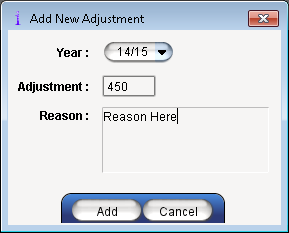 Add New Adjustment
Year : 14/15
Adjustment : 450
Reason : Reason Here
Add Cancel